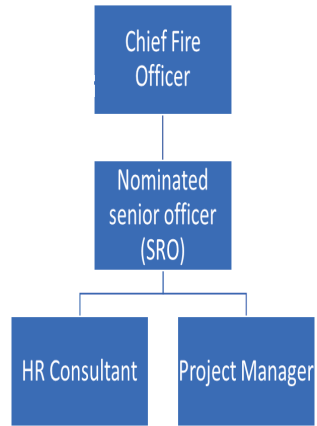 Chief Fire
Officer
Nominated
senior officer
(SRO)
HR Consultant
Project Manager